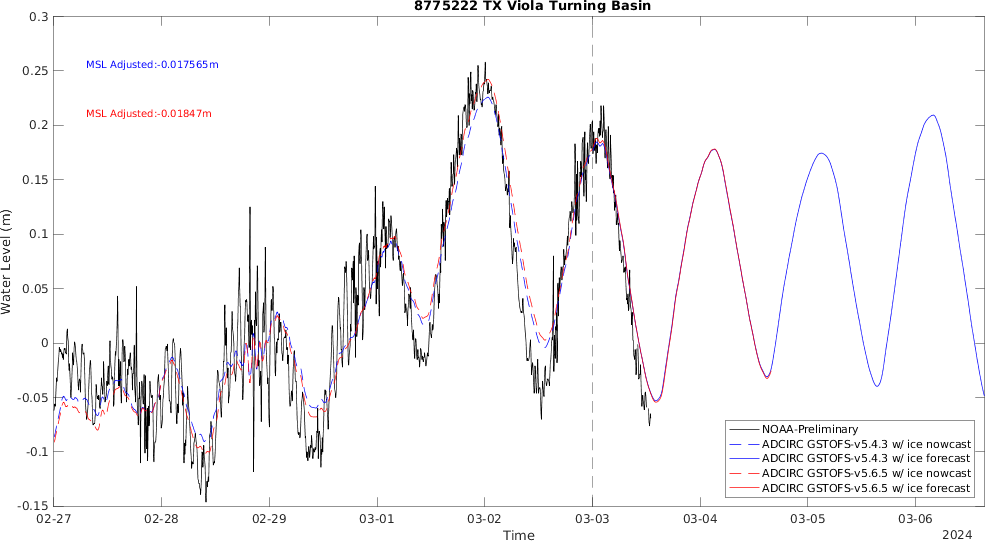 8775222 TX Viola Turning Basin
0.3
0.25
0.2
0.15
0.1
0.05
0
-0.05
-0.1
-0.15
Water Level (m)
MSL Adjusted:-0.017565m
MSL Adjusted:-0.01847m
NOAA-Preliminary
ADCIRC GSTOFS-v5.4.3 w/ ice nowcast
ADCIRC GSTOFS-v5.4.3 w/ ice forecast
ADCIRC GSTOFS-v5.6.5 w/ ice nowcast
ADCIRC GSTOFS-v5.6.5 w/ ice forecast
02-27 02-28 02-29 03-01 03-02 03-03 03-04 03-05 03-06
Time
2024